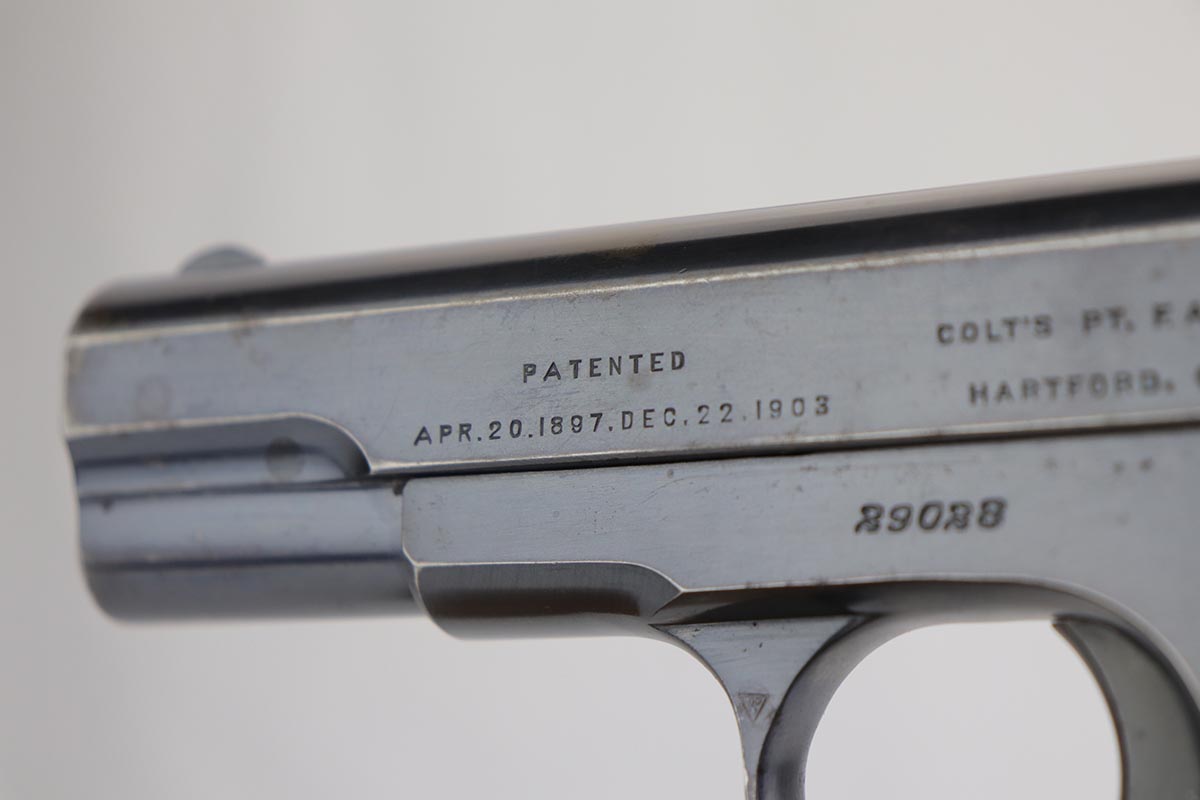 PATENTED
APR.20.1897.DEC.22.1903
COLT'S PT. F.A
HARTFORD.
29028